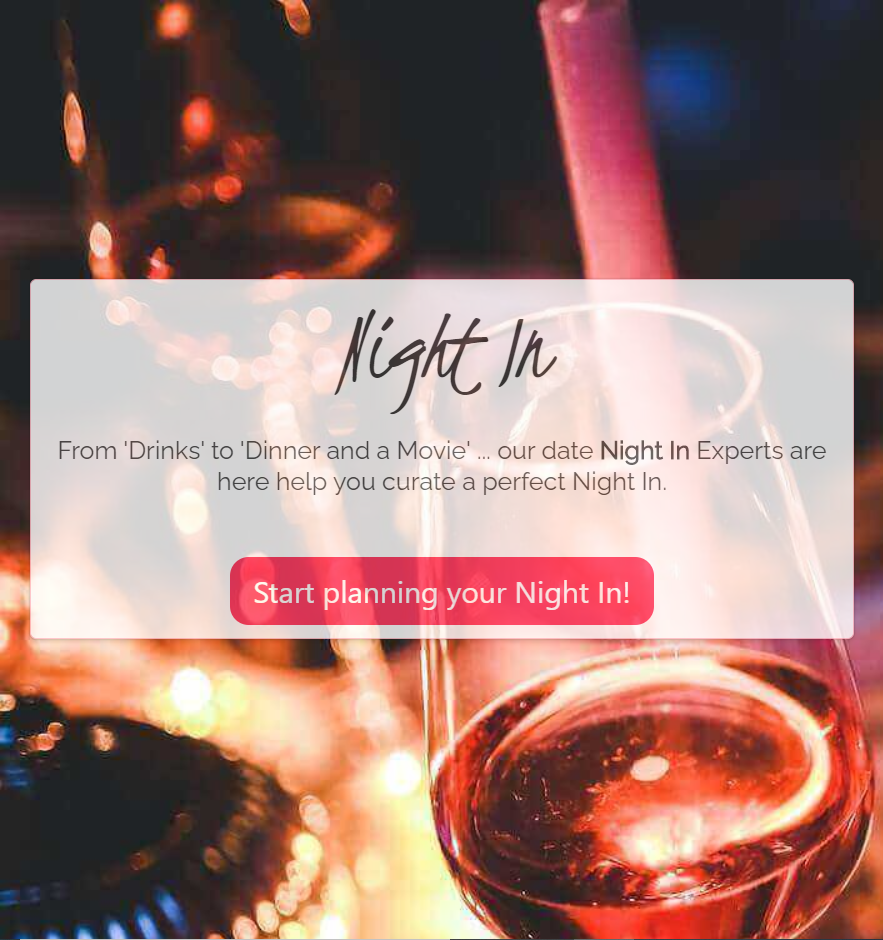 Night In
From 'Drinks' to 'Dinner and a Movie' ... our date Night In Experts are
here help you curate a perfect Night In.
Start planning your Night In!